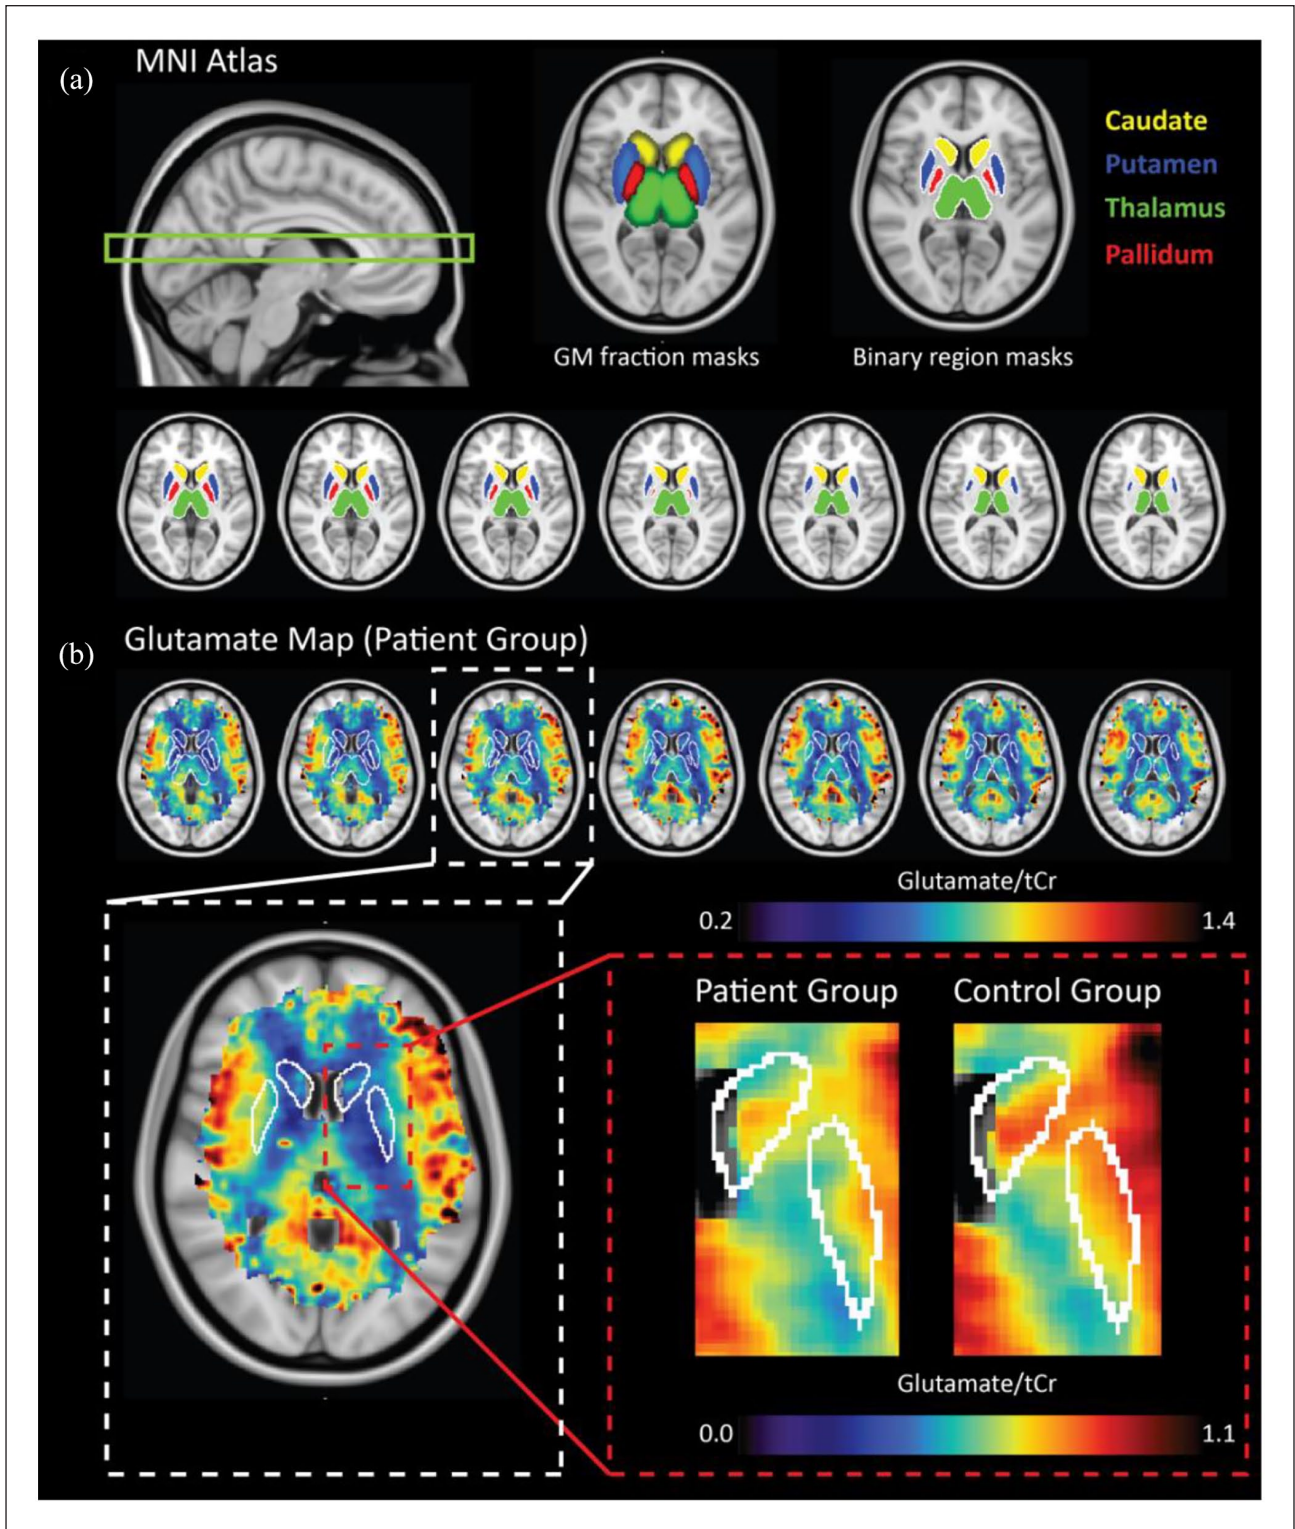 (a)
MNI Atlas
Caudate
Putamen
Thalamus
Pallidum
GM fraction masks
Binary region masks
(b)
Glutamate Map (Patient Group)
Glutamate/tCr
0.2
1.4
Patient Group
Control Group
Glutamate/tCr
0.0
1.1